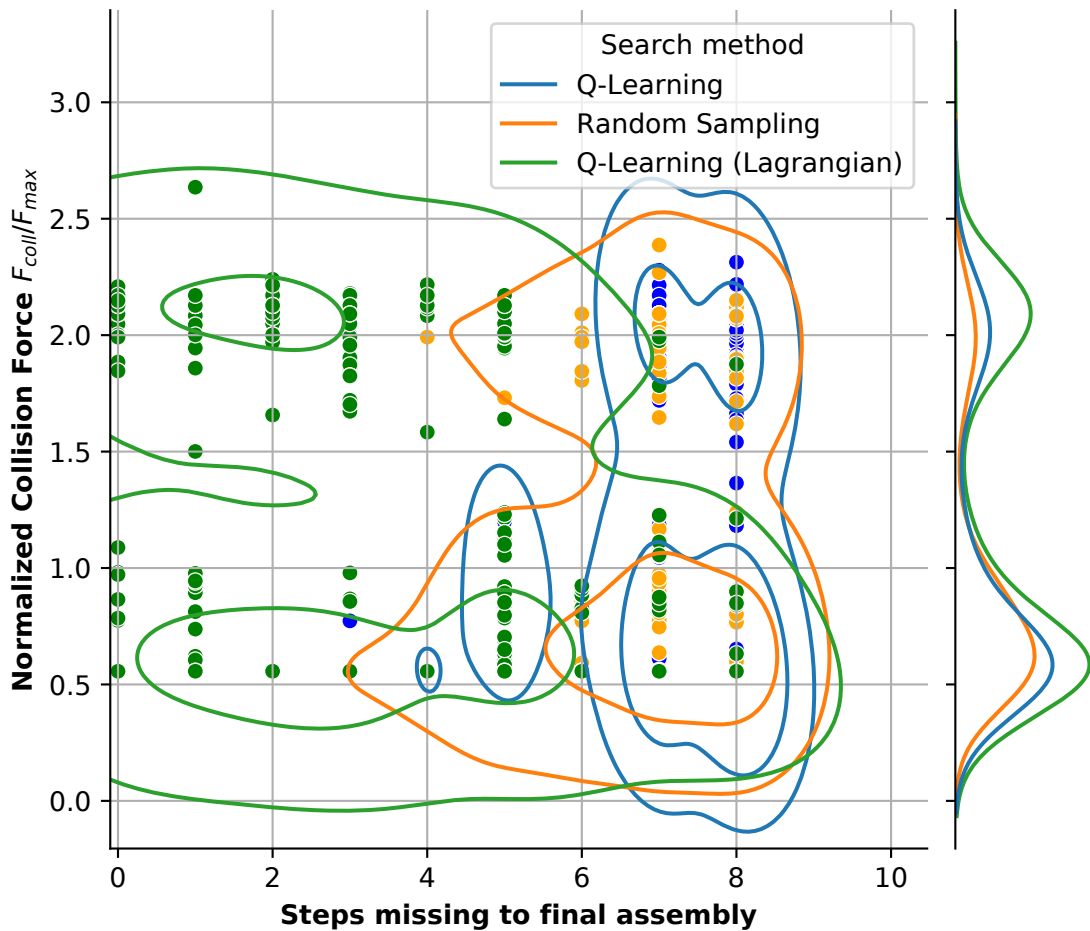 Search method
Q-Learning
Random Sampling
Q-Learning (Lagrangian)
Normalized Collision Force F_coll/F_max
3.0
2.5
2.0
1.5
1.0
0.5
0.0
0 2 4 6 8 10
Steps missing to final assembly